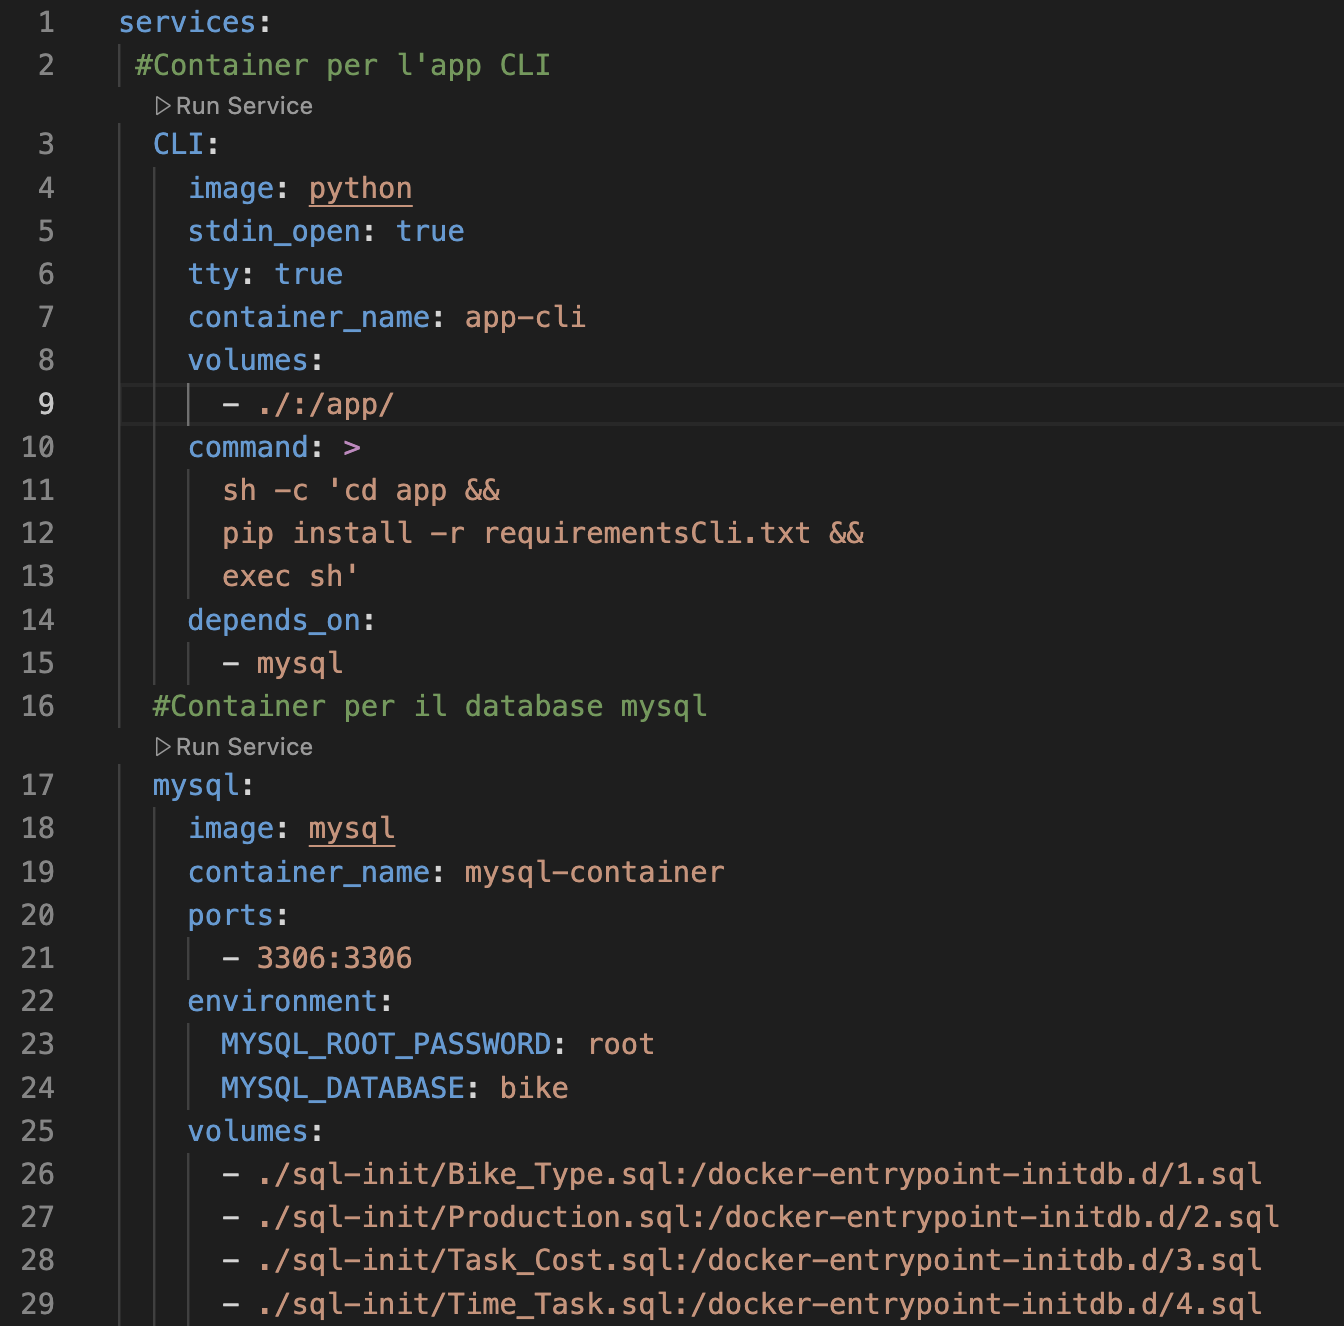 1 services:
2 #Container per l'app CLI
Run Service
3 CLI:
4 image: python
5 stdin_open: true
6 tty: true
7 container_name: app-cli
8 volumes:
9 - ./:/app/
10 command: >
11 sh -c 'cd app &&
12 pip install -r requirementsCli.txt &&
13 exec sh'
14 depends_on:
15 - mysql
16 #Container per il database mysql
Run Service
17 mysql:
18 image: mysql
19 container_name: mysql-container
20 ports:
21 - 3306:3306
22 environment:
23 MYSQL_ROOT_PASSWORD: root
24 MYSQL_DATABASE: bike
25 volumes:
26 - ./sql-init/Bike_Type.sql:/docker-entrypoint-initdb.d/1.sql
27 - ./sql-init/Production.sql:/docker-entrypoint-initdb.d/2.sql
28 - ./sql-init/Task_Cost.sql:/docker-entrypoint-initdb.d/3.sql
29 - ./sql-init/Time_Task.sql:/docker-entrypoint-initdb.d/4.sql